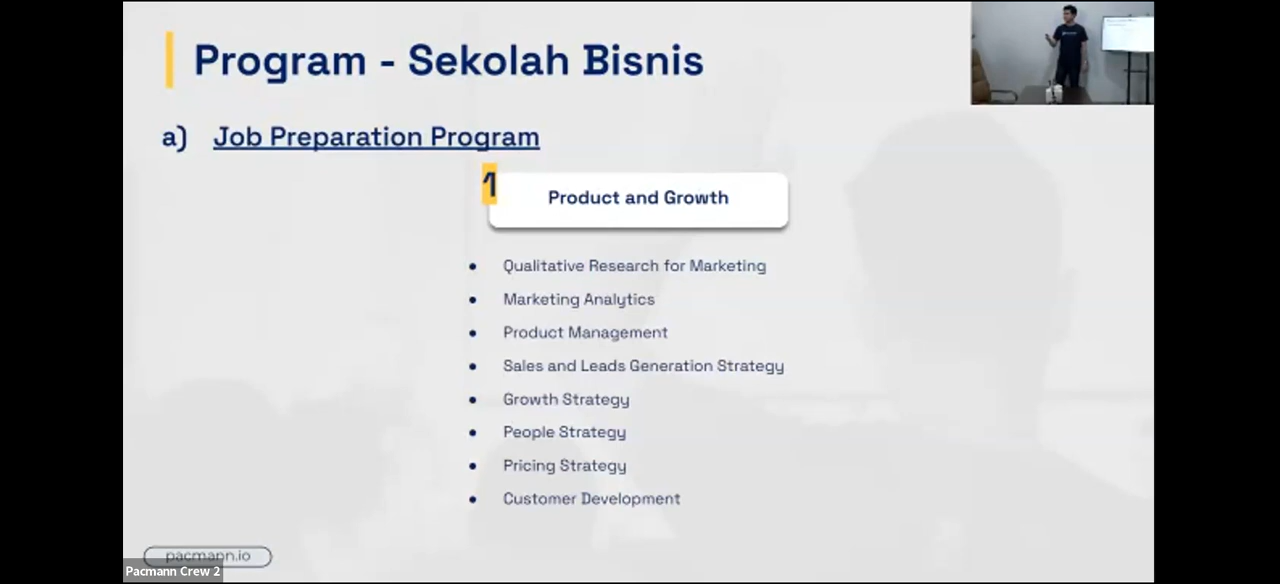 Program - Sekolah Bisnis
a) Job Preparation Program
1
Product and Growth
• Qualitative Research for Marketing
• Marketing Analytics
• Product Management
• Sales and Leads Generation Strategy
• Growth Strategy
• People Strategy
• Pricing Strategy
• Customer Development
pacmann.io
Pacmann Crew 2